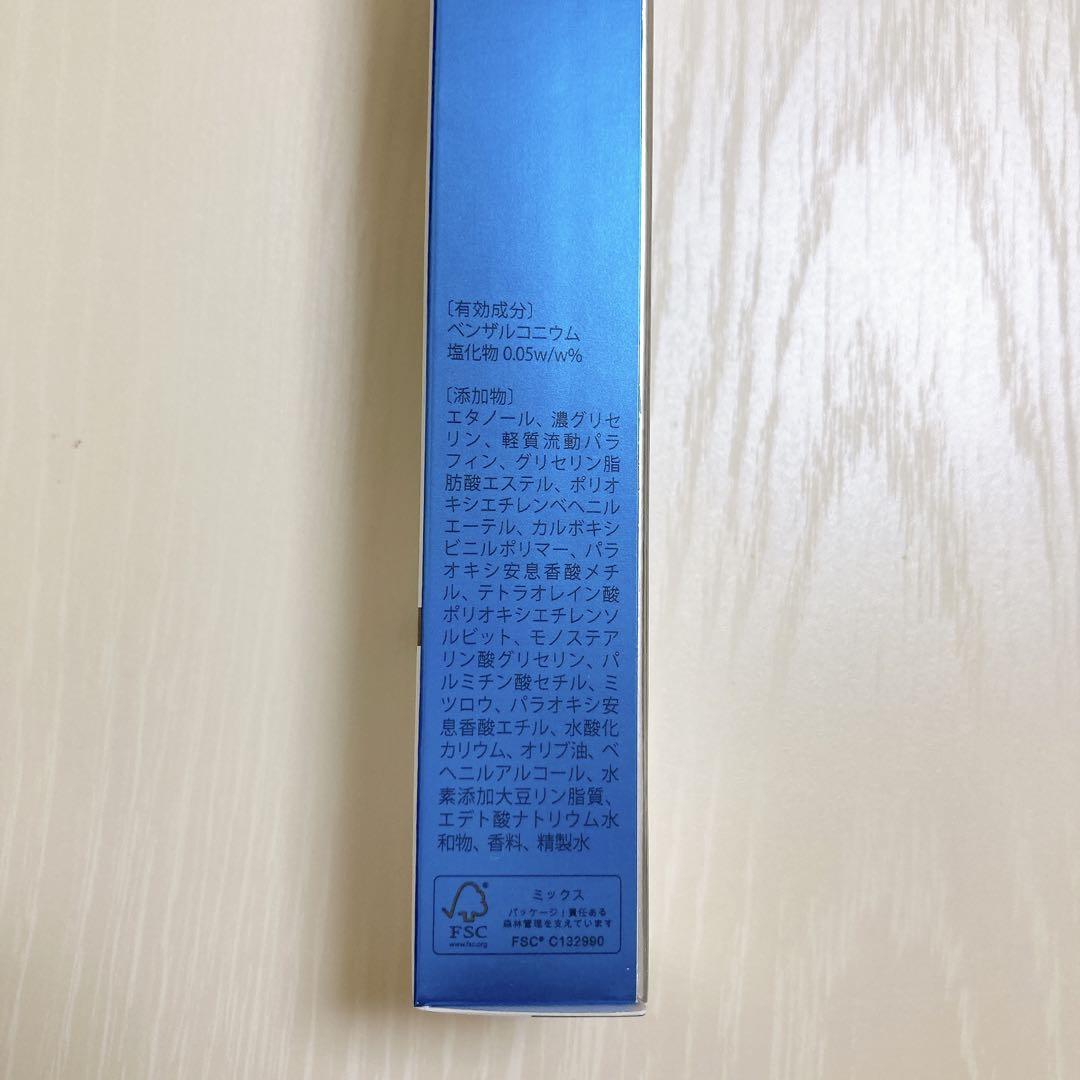 〔有効成分〕
ベンザルコニウム
塩化物 0.05w/w%
〔添加物〕
エタノール、濃グリセ
リン、軽質流動パラ
フィン、グリセリン脂
肪酸エステル、ポリオ
キシエチレンベヘニル
エーテル、カルボキシ
ビニルポリマー、パラ
オキシ安息香酸メチ
ル、テトラオレイン酸
ポリオキシエチレンソ
ルビット、モノステア
リン酸グリセリン、パ
ルミチン酸セチル、ミ
ツロウ、パラオキシ安
息香酸エチル、水酸化
カリウム、オリブ油、ベ
ヘニルアルコール、水
素添加大豆リン脂質、
エデト酸ナトリウム水
和物、香料、精製水
ミックス
パッケージ｜責任ある
森林管理を支えています
FSC® C132990
FSC
www.fsc.org